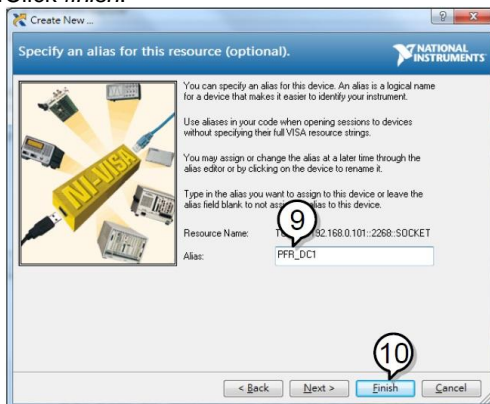 Click finish.
Create New ...
Specify an alias for this resource (optional).
NATIONAL
INSTRUMENTS
You can specify an alias for this device. An alias is a logical name
for a device that makes it easier to identify your instrument.
Use aliases in your code when opening sessions to devices
without specifying their full VISA resource strings.
You may assign or change the alias at a later time through the
alias editor or by clicking on the device to rename it.
Type in the alias you want to assign to this device or leave the
alias field blank to not alias to this device.
9
Resource Name: 92.168.0.101::2268::SOCKET
Alias: PFR_DC1
NI-VISA
10
< Back Next > Finish Cancel